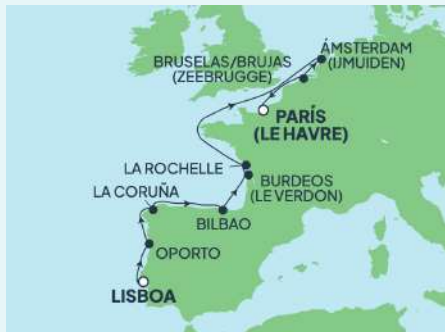 ÁMSTERDAM
(IJMUIDEN)
BRUSELAS/BRUJAS
(ZEEBRUGGE)
PARÍS
(LE HAVRE)
LA ROCHELLE
BURDEOS
(LE VERDON)
LA CORUÑA
BILBAO
OPORTO
LISBOA